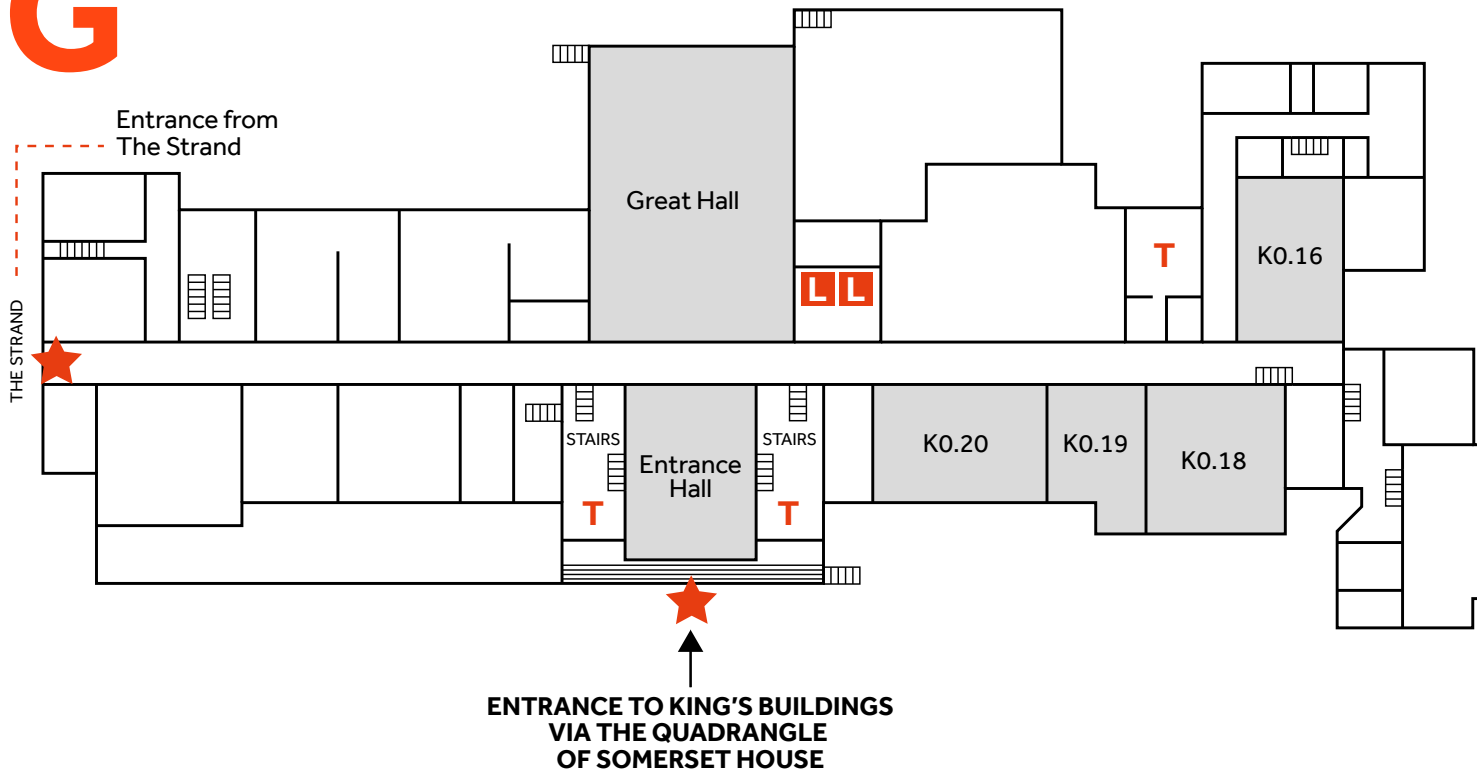 G
Entrance from
The Strand
THE STRAND
Great Hall
T
K0.16
L L
STAIRS
STAIRS
Entrance
Hall
K0.20
K0.19
K0.18
T
T
ENTRANCE TO KING’S BUILDINGS
VIA THE QUADRANGLE
OF SOMERSET HOUSE